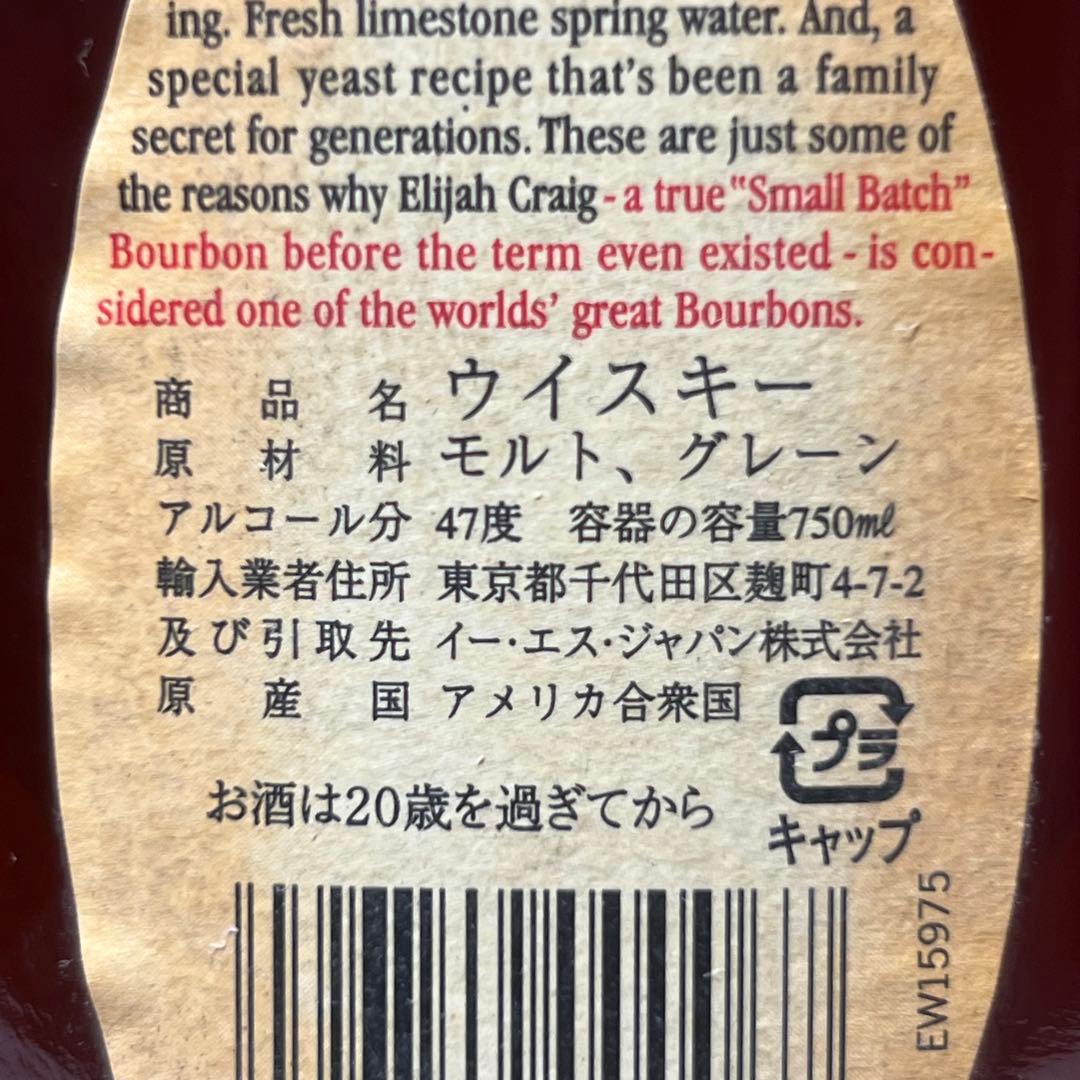 ing. Fresh limestone spring water. And, a
special yeast recipe that's been a family
secret for generations. These are just some of
the reasons why Elijah Craig - a true "Small Batch"
Bourbon before the term even existed - is con-
sidered one of the worlds' great Bourbons.
商品名 ウイスキー
原材料 モルト、グレーン
アルコール分 47度 容器の容量750㎖
輸入業者住所 東京都千代田区麹町4-7-2
及び引取先 イー・エス・ジャパン株式会社
原産国 アメリカ合衆国
プラ
お酒は20歳を過ぎてから
キャップ
EW15975